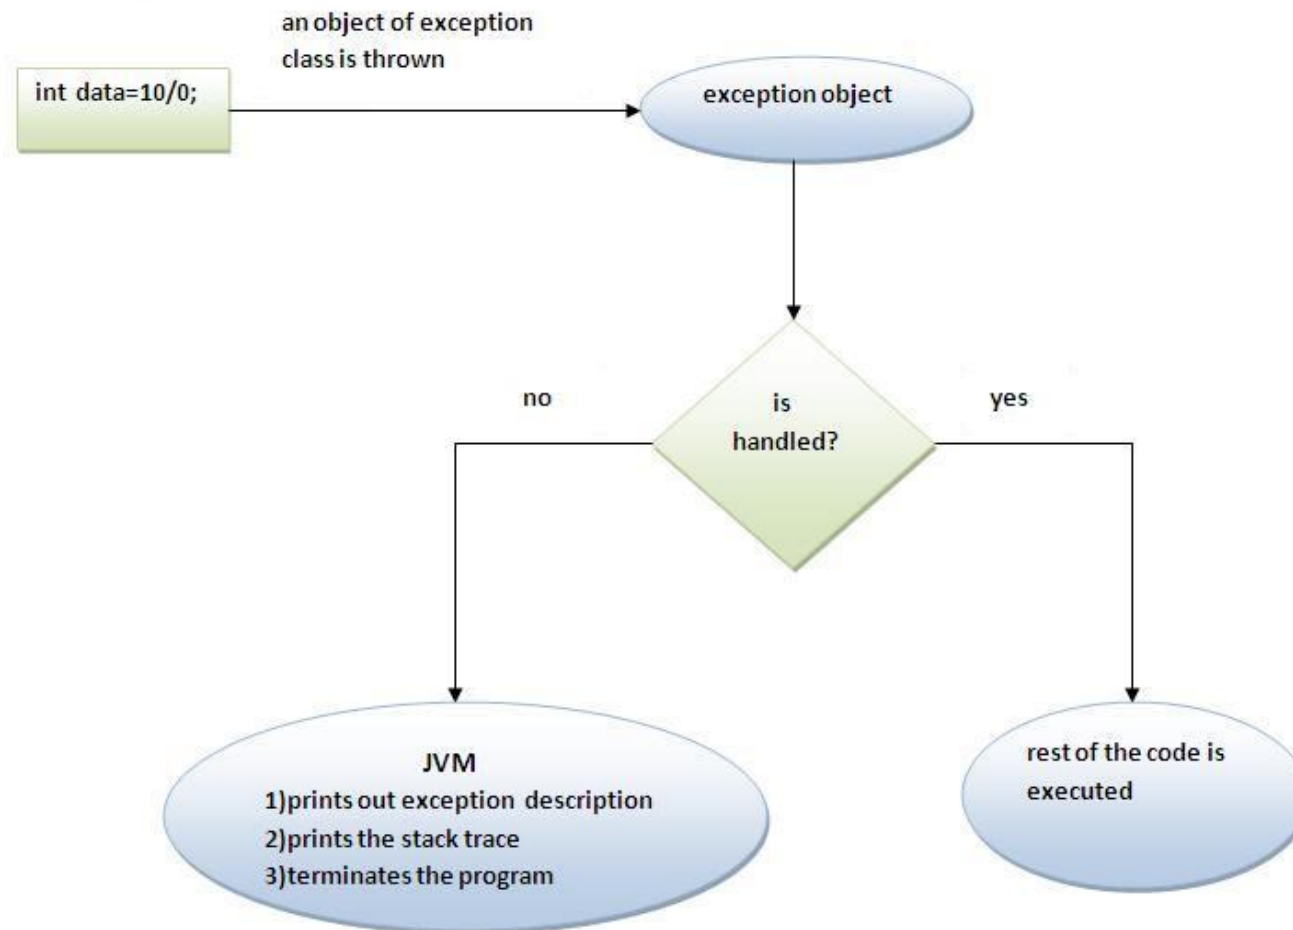 an object of exception
class is thrown
int data=10/0;
exception object
no
is
handled?
yes
JVM
1)prints out exception description
2)prints the stack trace
3)terminates the program
rest of the code is
executed